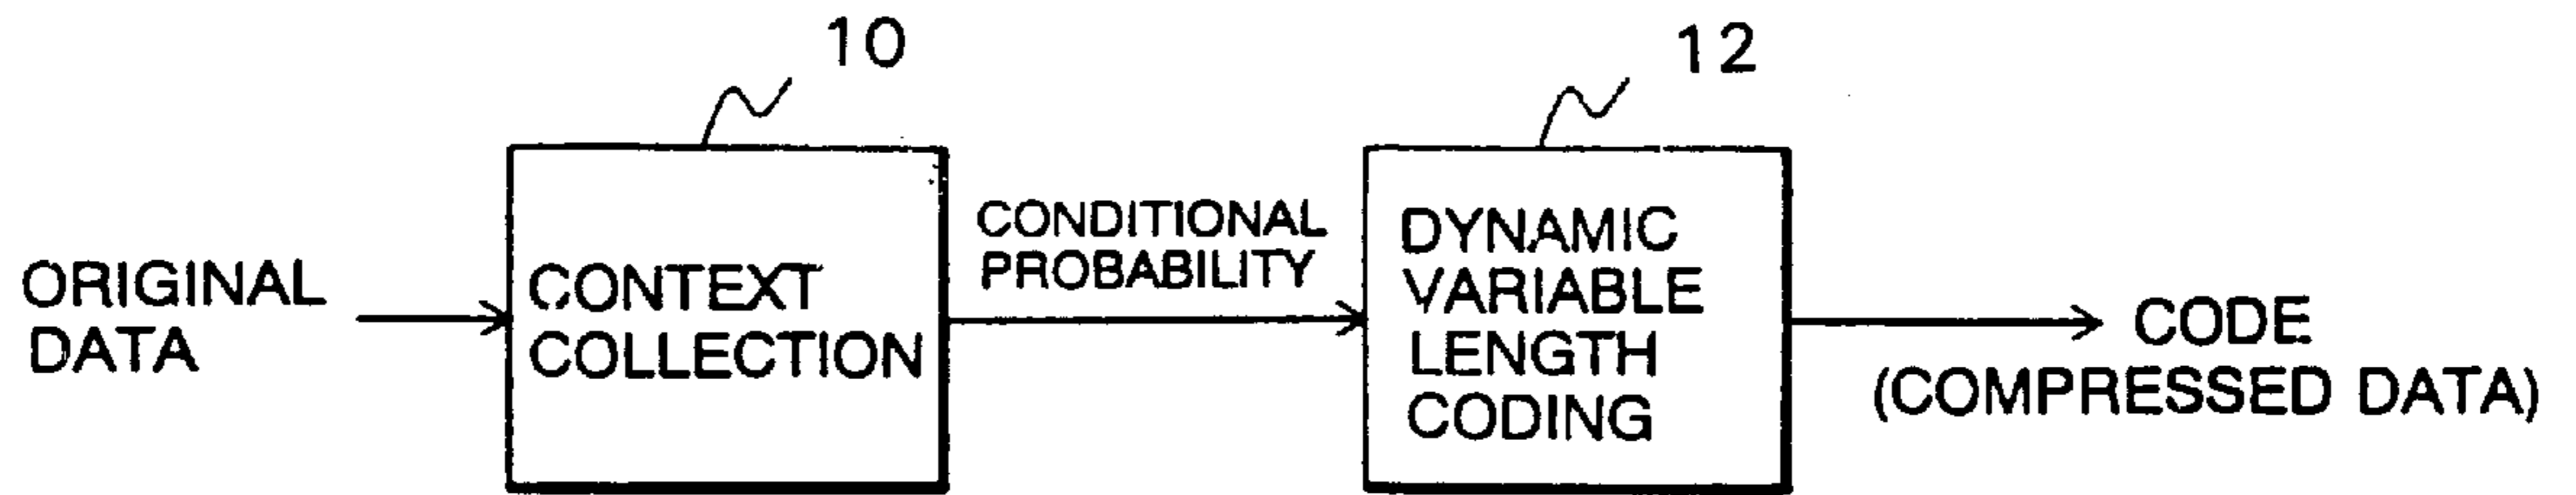 10
12
ORIGINAL
DATA
CONTEXT
COLLECTION
CONDITIONAL
PROBABILITY
DYNAMIC
VARIABLE
LENGTH
CODING
CODE
(COMPRESSED DATA)